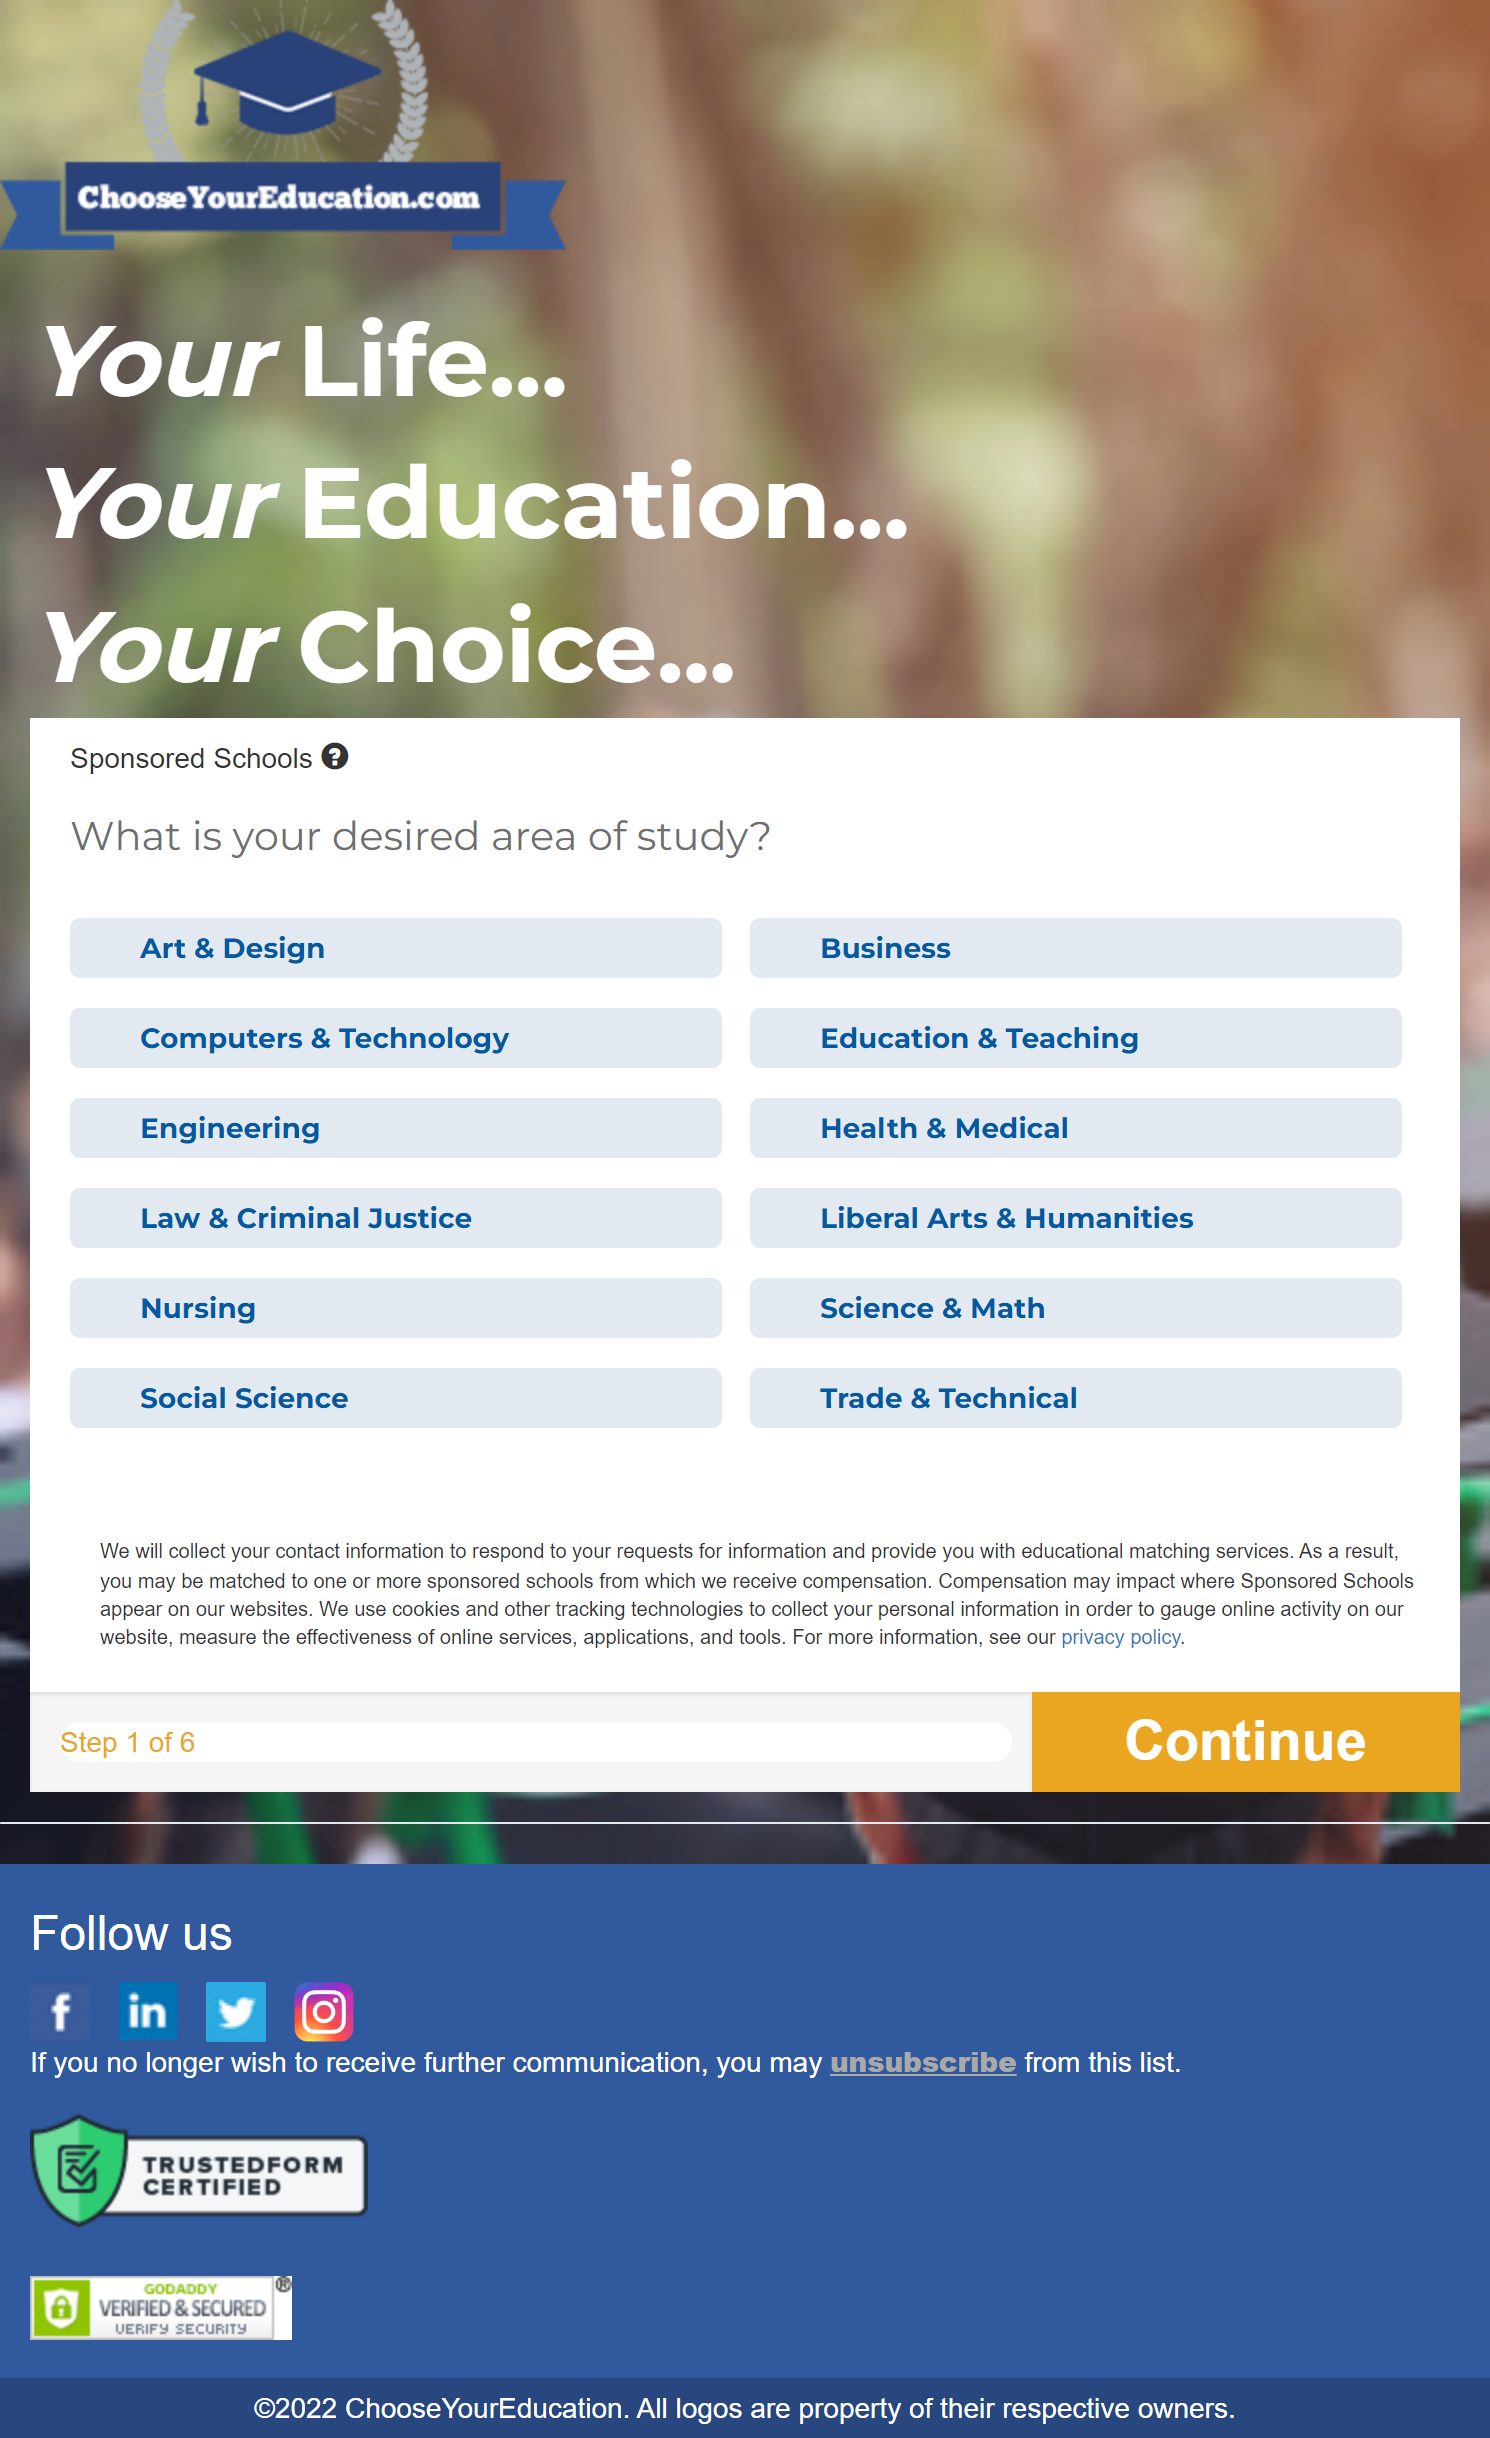 ChooseYourEducation.com
Your Life...
Your Education...
Your Choice...
Sponsored Schools ?
What is your desired area of study?
Art & Design
Business
Computers & Technology
Education & Teaching
Engineering
Health & Medical
Law & Criminal Justice
Liberal Arts & Humanities
Nursing
Science & Math
Social Science
Trade & Technical
We will collect your contact information to respond to your requests for information and provide you with educational matching services. As a result,
you may be matched to one or more sponsored schools from which we receive compensation. Compensation may impact where Sponsored Schools
appear on our websites. We use cookies and other tracking technologies to collect your personal information in order to gauge online activity on our
website, measure the effectiveness of online services, applications, and tools. For more information, see our privacy policy.
Step 1 of 6
Continue
Follow us
f in
If you no longer wish to receive further communication, you may unsubscribe from this list.
TRUSTEDFORM
CERTIFIED
GODADDY ®
VERIFIED & SECURED
VERIFY SECURITY
©2022 ChooseYourEducation. All logos are property of their respective owners.